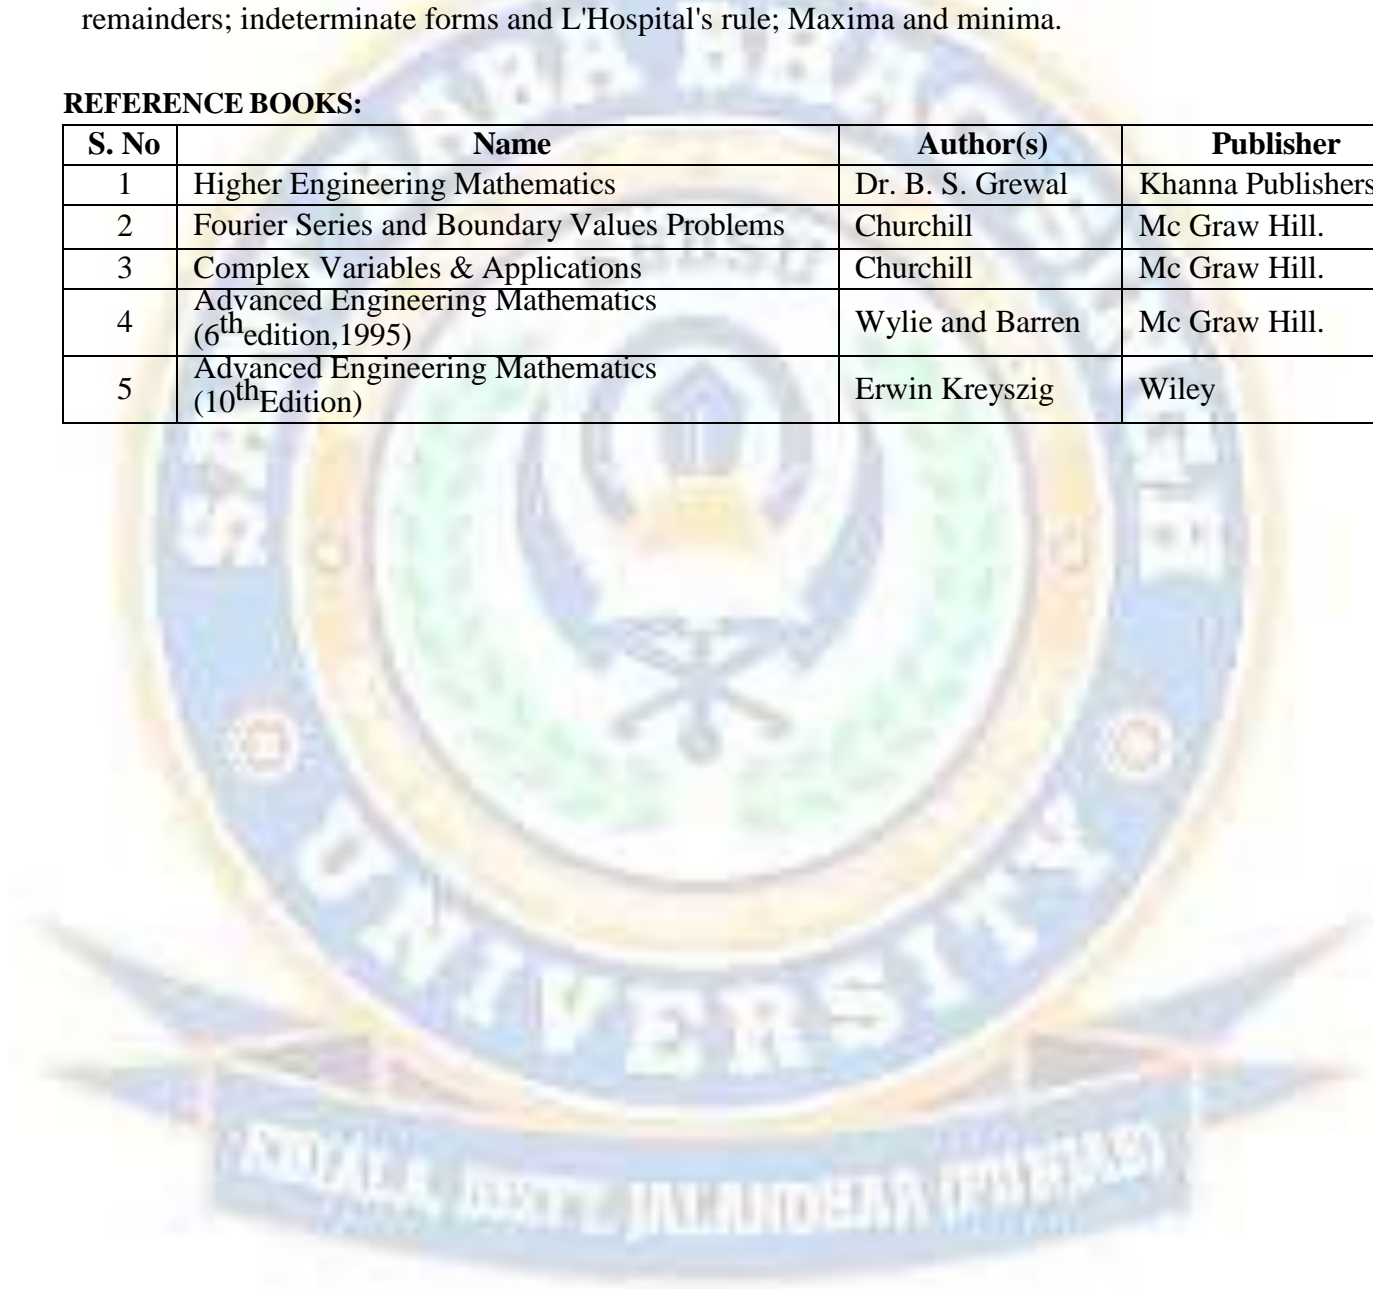 remainders; indeterminate forms and L'Hospital's rule; Maxima and minima.
REFERENCE BOOKS:
S. No Name Author(s) Publisher
1 Higher Engineering Mathematics Dr. B. S. Grewal Khanna Publishers
2 Fourier Series and Boundary Values Problems Churchill Mc Graw Hill.
3 Complex Variables & Applications Churchill Mc Graw Hill.
4 Advanced Engineering Mathematics
(6thedition,1995) Wylie and Barren Mc Graw Hill.
5 Advanced Engineering Mathematics
(10thEdition) Erwin Kreyszig Wiley
UNIVERSITY
JALANDHAR (PUNJAB)